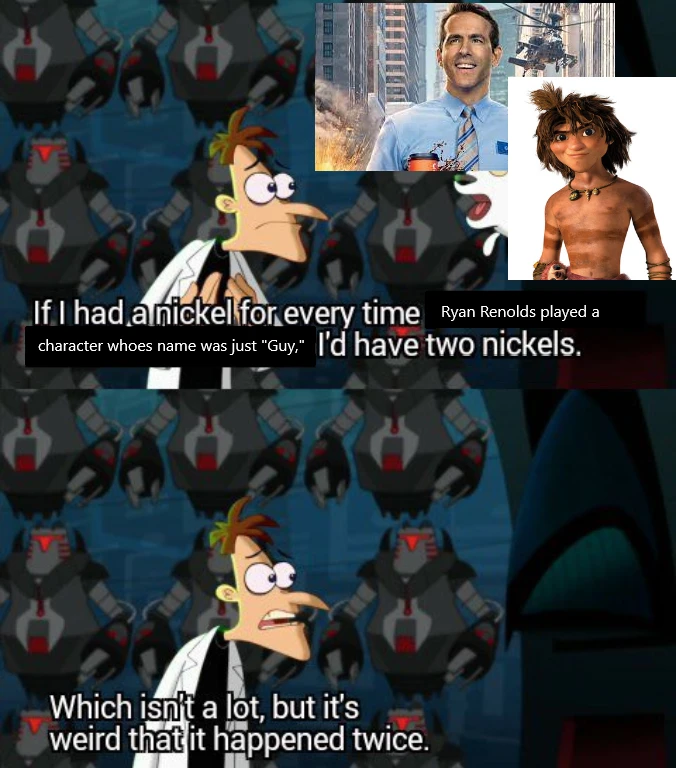 If I had a nickel for every time Ryan Renolds played a
character whoes name was just "Guy," I'd have two nickels.
Which isn't a lot, but it's
weird that it happened twice.